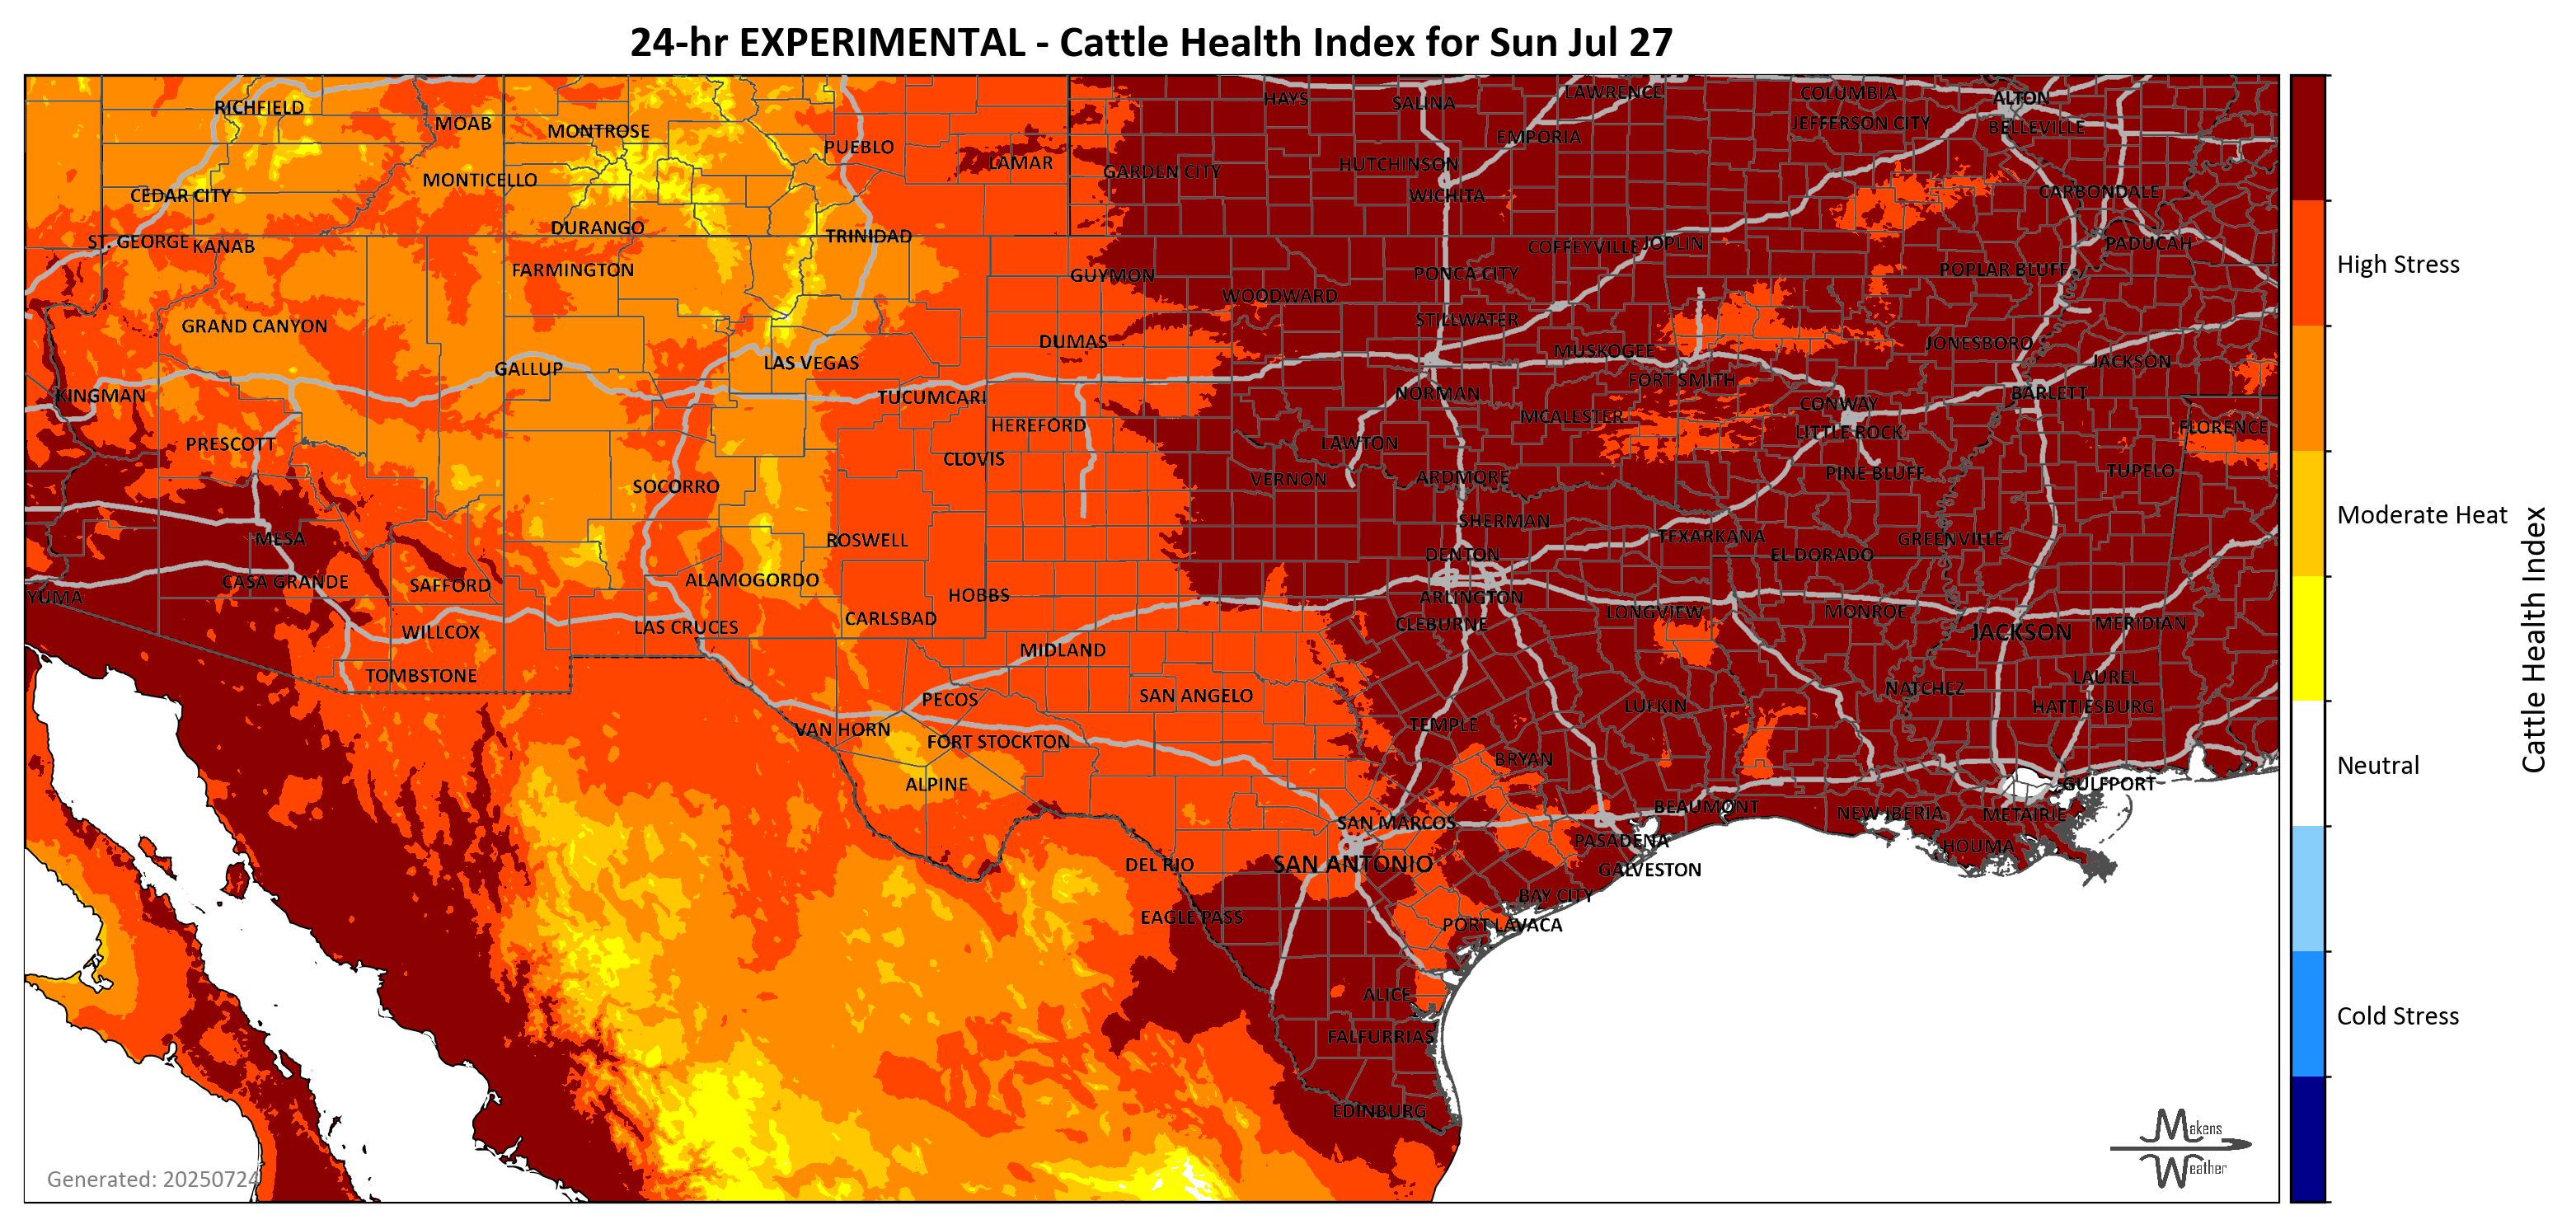 24-hr EXPERIMENTAL - Cattle Health Index for Sun Jul 27
RICHFIELD
MOAB
MONTROSE
PUEBLO
LAMAR
HAYS
SALINA
LAWRENCE
COLUMBIA
ALTON
JEFFERSON CITY
BELLEVILLE
EMPORIA
GARDEN CITY
HUTCHINSON
WICHITA
CARBONDALE
CEDAR CITY
MONTICELLO
DURANGO
TRINIDAD
ST. GEORGE
KANAB
FARMINGTON
GUYMON
COFFEYVILLE
JOPLIN
PADUCAH
PONCA CITY
POPLAR BLUFF
WOODWARD
High Stress
GRAND CANYON
STILLWATER
DUMAS
MUSKOGEE
JONESBORO
JACKSON
GALLUP
LAS VEGAS
FORT SMITH
KINGMAN
TUCUMCARI
NORMAN
CONWAY
BARLETT
MCALESTER
PRESCOTT
HEREFORD
LAWTON
LITTLE ROCK
FLORENCE
CLOVIS
VERNON
ARDMORE
PINE BLUFF
TUPELO
SOCORRO
SHERMAN
Moderate Heat
MESA
ROSWELL
DENTON
TEXARKANA
EL DORADO
GREENVILLE
CASA GRANDE
SAFFORD
ALAMOGORDO
HOBBS
ARLINGTON
YUMA
LONGVIEW
MONROE
WILLCOX
LAS CRUCES
CARLSBAD
CLEBURNE
JACKSON
MERIDIAN
TOMBSTONE
MIDLAND
PECOS
SAN ANGELO
NATCHEZ
LAUREL
LUFKIN
HATTIESBURG
VAN HORN
FORT STOCKTON
TEMPLE
BRYAN
Neutral
Cattle Health Index
ALPINE
GULFPORT
SAN MARCOS
BEAUMONT
NEW IBERIA
METAIRIE
PASADENA
HOUMA
DEL RIO
SAN ANTONIO
GALVESTON
BAY CITY
EAGLE PASS
PORT LAVACA
ALICE
Cold Stress
FALFURRIAS
EDINBURG
Makens
Weather
Generated: 20250724